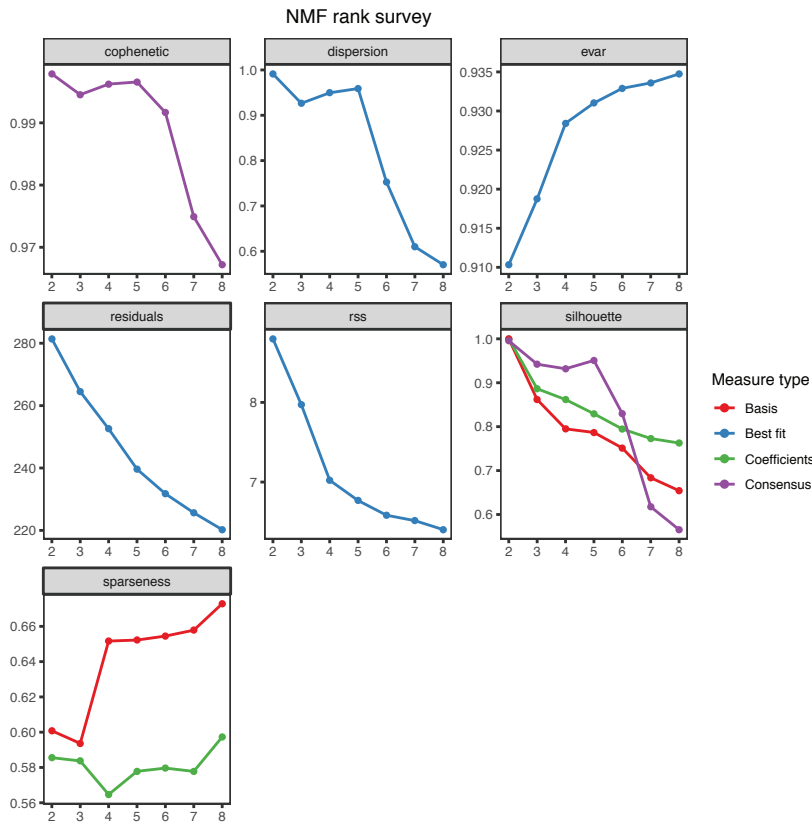 NMF rank survey
cophenetic
dispersion
evar
0.99
0.98
0.97
2 3 4 5 6 7 8
1.0
0.9
0.8
0.7
0.6
2 3 4 5 6 7 8
0.935
0.930
0.925
0.920
0.915
0.910
2 3 4 5 6 7 8
residuals
rss
silhouette
280
260
240
220
2 3 4 5 6 7 8
8
7
2 3 4 5 6 7 8
1.0
0.9
0.8
0.7
0.6
2 3 4 5 6 7 8
Measure type
Basis
Best fit
Coefficients
Consensus
sparseness
0.66
0.64
0.62
0.60
0.58
0.56
2 3 4 5 6 7 8